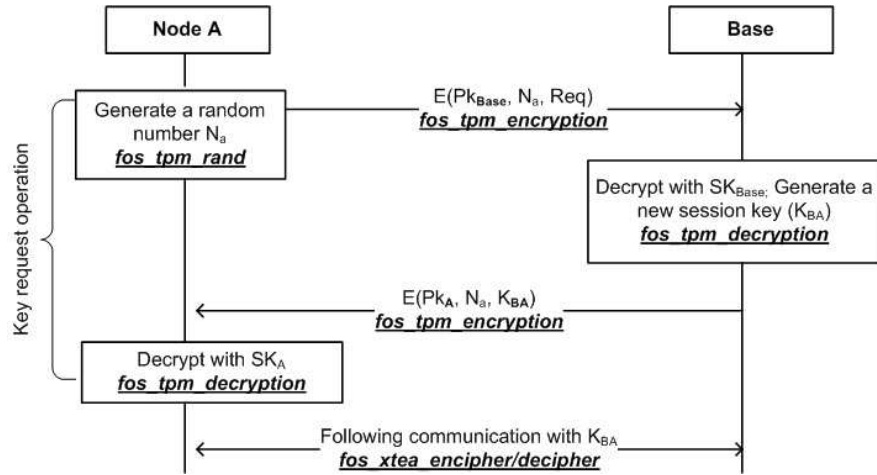 Node A
Base
Key request operation
Generate a random
number Na
fos_tpm_rand
E(PkBase, Na, Req)
fos_tpm_encryption
Decrypt with SKBase; Generate a
new session key (KBA)
fos_tpm_decryption
E(PkA, Na, KBA)
fos_tpm_encryption
Decrypt with SKA
fos_tpm_decryption
Following communication with KBA
fos_xtea_encipher/decipher